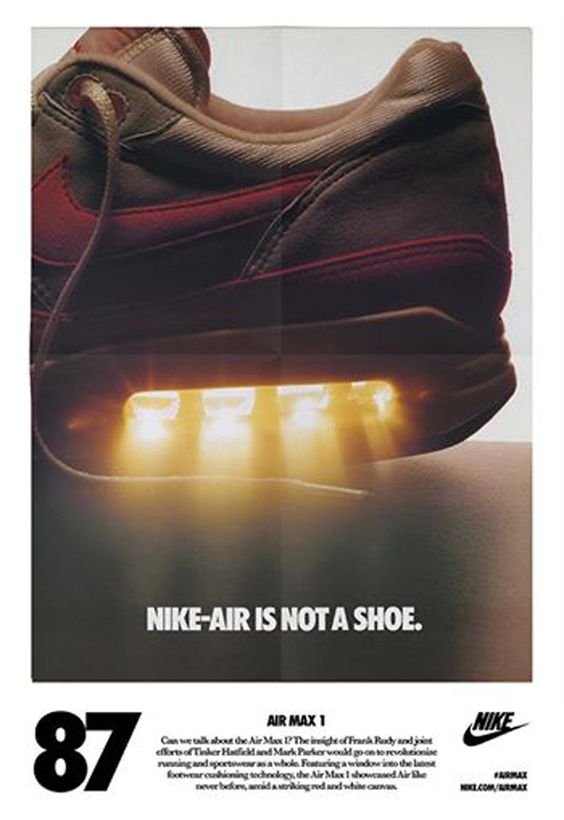 NIKE-AIR IS NOT A SHOE.
87
AIR MAX 1
Can we talk about the Air Max 1? The insight of Frank Rudy and joint
efforts of Tinker Hatfield and Mark Parker would go on to revolutionize
running and sportswear as a whole. Featuring a window into the latest
footwear cushioning technology, the Air Max 1 showcased Air like
never before, amid a striking red and white canvas.
NIKE
#AIRMAX
NIKE.COM/AIRMAX